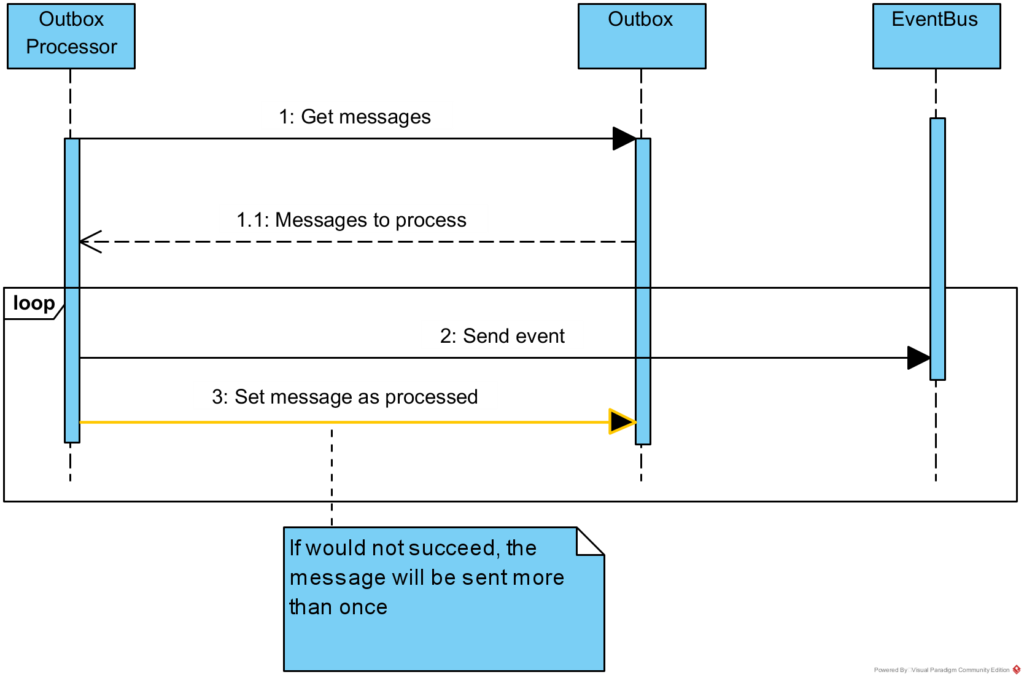 Outbox
Processor
Outbox
EventBus
1: Get messages
1.1: Messages to process
loop
2: Send event
3: Set message as processed
If would not succeed, the
message will be sent more
than once
Powered By Visual Paradigm Community Edition